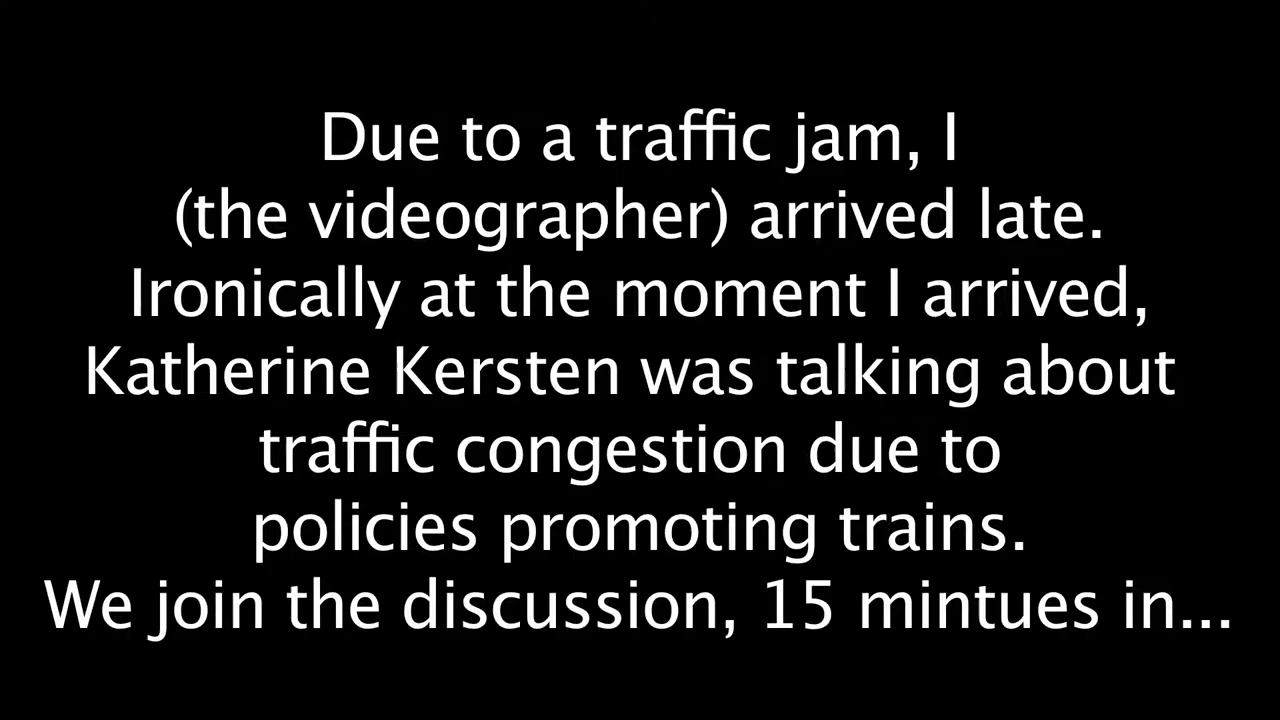 Due to a traffic jam, I
(the videographer) arrived late.
Ironically at the moment I arrived,
Katherine Kersten was talking about
traffic congestion due to
policies promoting trains.
We join the discussion, 15 mintues in...